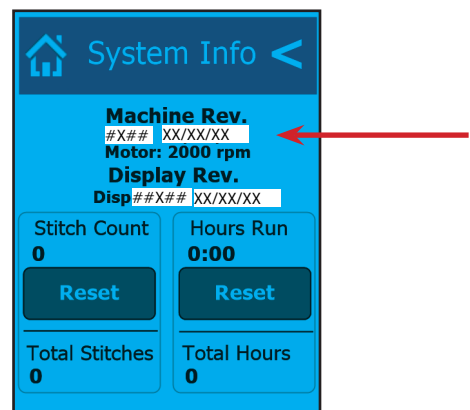 System Info <
Machine Rev.
#X## XX/XX/XX
Motor: 2000 rpm
Display Rev.
Disp##X## XX/XX/XX
Stitch Count
0
Reset
Total Stitches
0
Hours Run
0:00
Reset
Total Hours
0